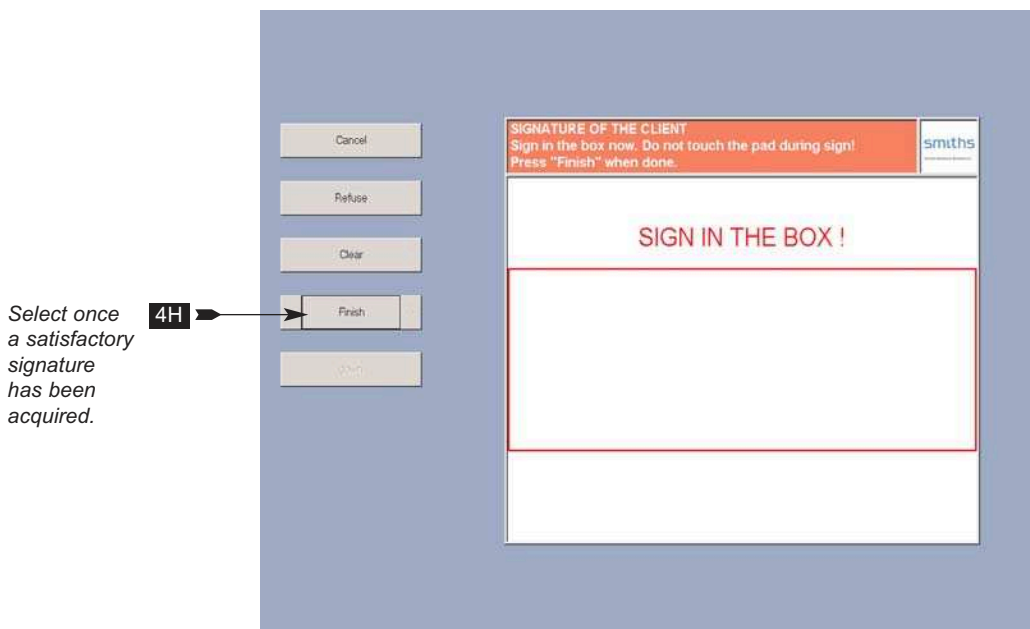 Cancel
Refuse
Clear
Finish
Select once
a satisfactory
signature
has been
acquired.
4H
SIGNATURE OF THE CLIENT
Sign in the box now. Do not touch the pad during sign!
Press "Finish" when done.
smiths
SIGN IN THE BOX !